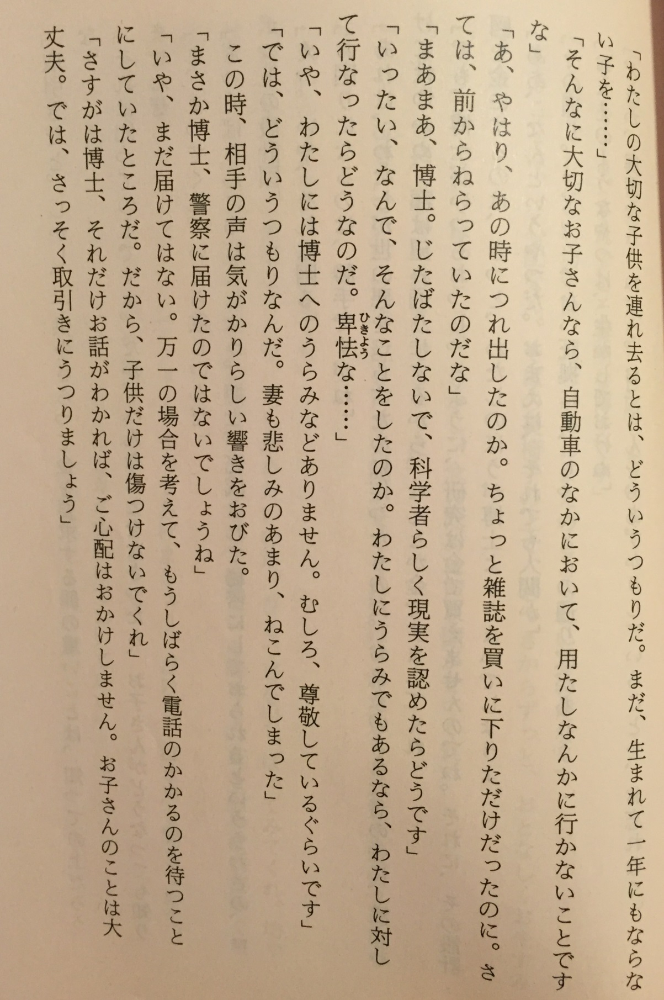 「わたしの大切な子供を連れ去るとは、どういうつもりだ。まだ、生まれて一年にもならな
い子を……」
「そんなに大切なお子さんなら、自動車のなかにおいて、用たしなんかに行かないことです
な」
「あ、やはり、あの時につれ出したのか。ちょっと雑誌を買いに下りただけだったのに。さ
ては、前からねらっていたのだな」
「まあまあ、博士。じたばたしないで、科学者らしく現実を認めたらどうです」
「いったい、なんで、そんなことをしたのか。わたしにうらみでもあるなら、わたしに対し
て行なったらどうなのだ。卑怯な……」
ひきよう
「いや、わたしには博士へのうらみなどありません。むしろ、尊敬しているぐらいです」
「では、どういうつもりなんだ。妻も悲しみのあまり、ねこんでしまった」
この時、相手の声は気がかりらしい響きをおびた。
「まさか博士、警察に届けたのではないでしょうね」
「いや、まだ届けてはない。万一の場合を考えて、もうしばらく電話のかかるのを待つこと
にしていたところだ。だから、子供だけは傷つけないでくれ」
「さすがは博士、それだけお話がわかれば、ご心配はおかけしません。お子さんのことは大
丈夫。では、さっそく取引きにうつりましょう」